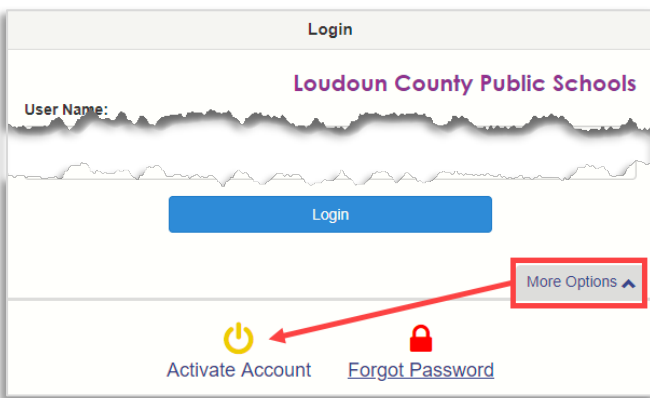 Login
Loudoun County Public Schools
User Name:
Login
More Options
Activate Account Forgot Password